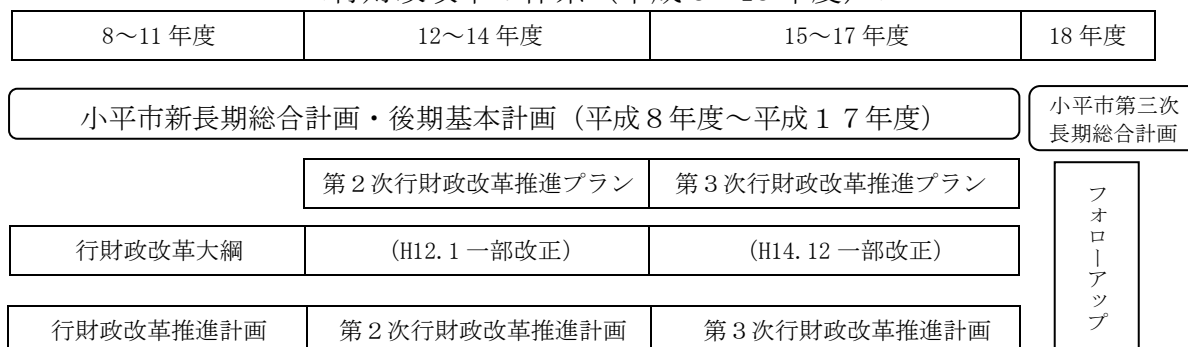 8～11 年度 12～14 年度 15～17 年度 18 年度
小平市新長期総合計画・後期基本計画（平成８年度～平成１７年度）
小平市第三次
長期総合計画
第２次行財政改革推進プラン 第３次行財政改革推進プラン
行財政改革大綱 (H12.1 一部改正) (H14.12 一部改正)
行財政改革推進計画 第２次行財政改革推進計画 第３次行財政改革推進計画
フォローアップ